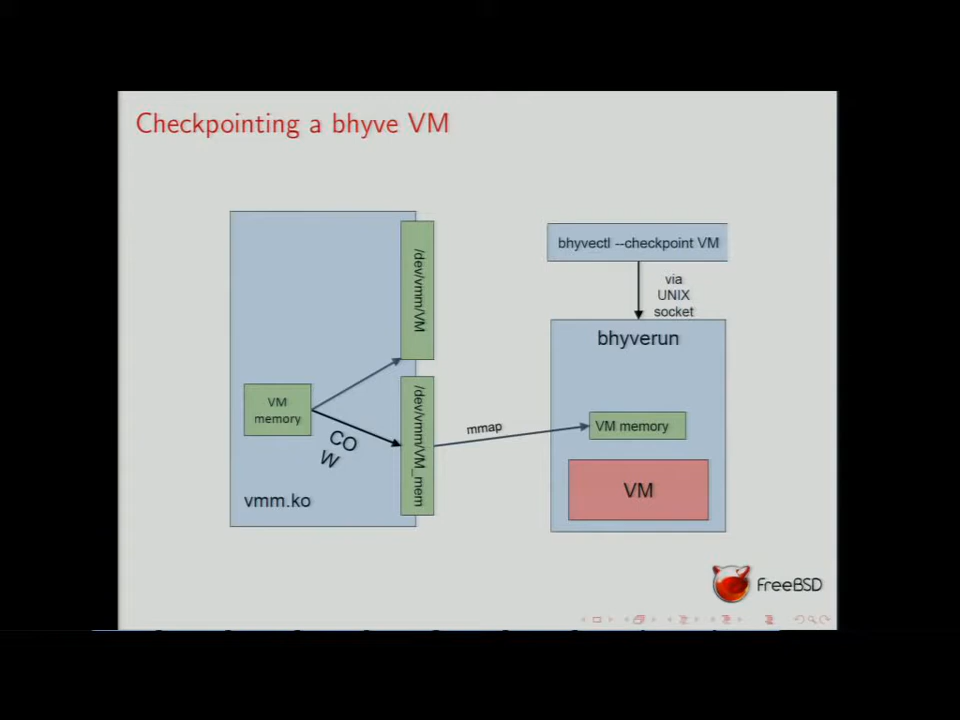 Checkpointing a bhyve VM
/dev/vmm/VM
bhyvectl --checkpoint VM
via
UNIX
socket
bhyverun
VM
memory
CO
W
/dev/vmm/VM_mem
mmap
VM memory
VM
vmm.ko
FreeBSD